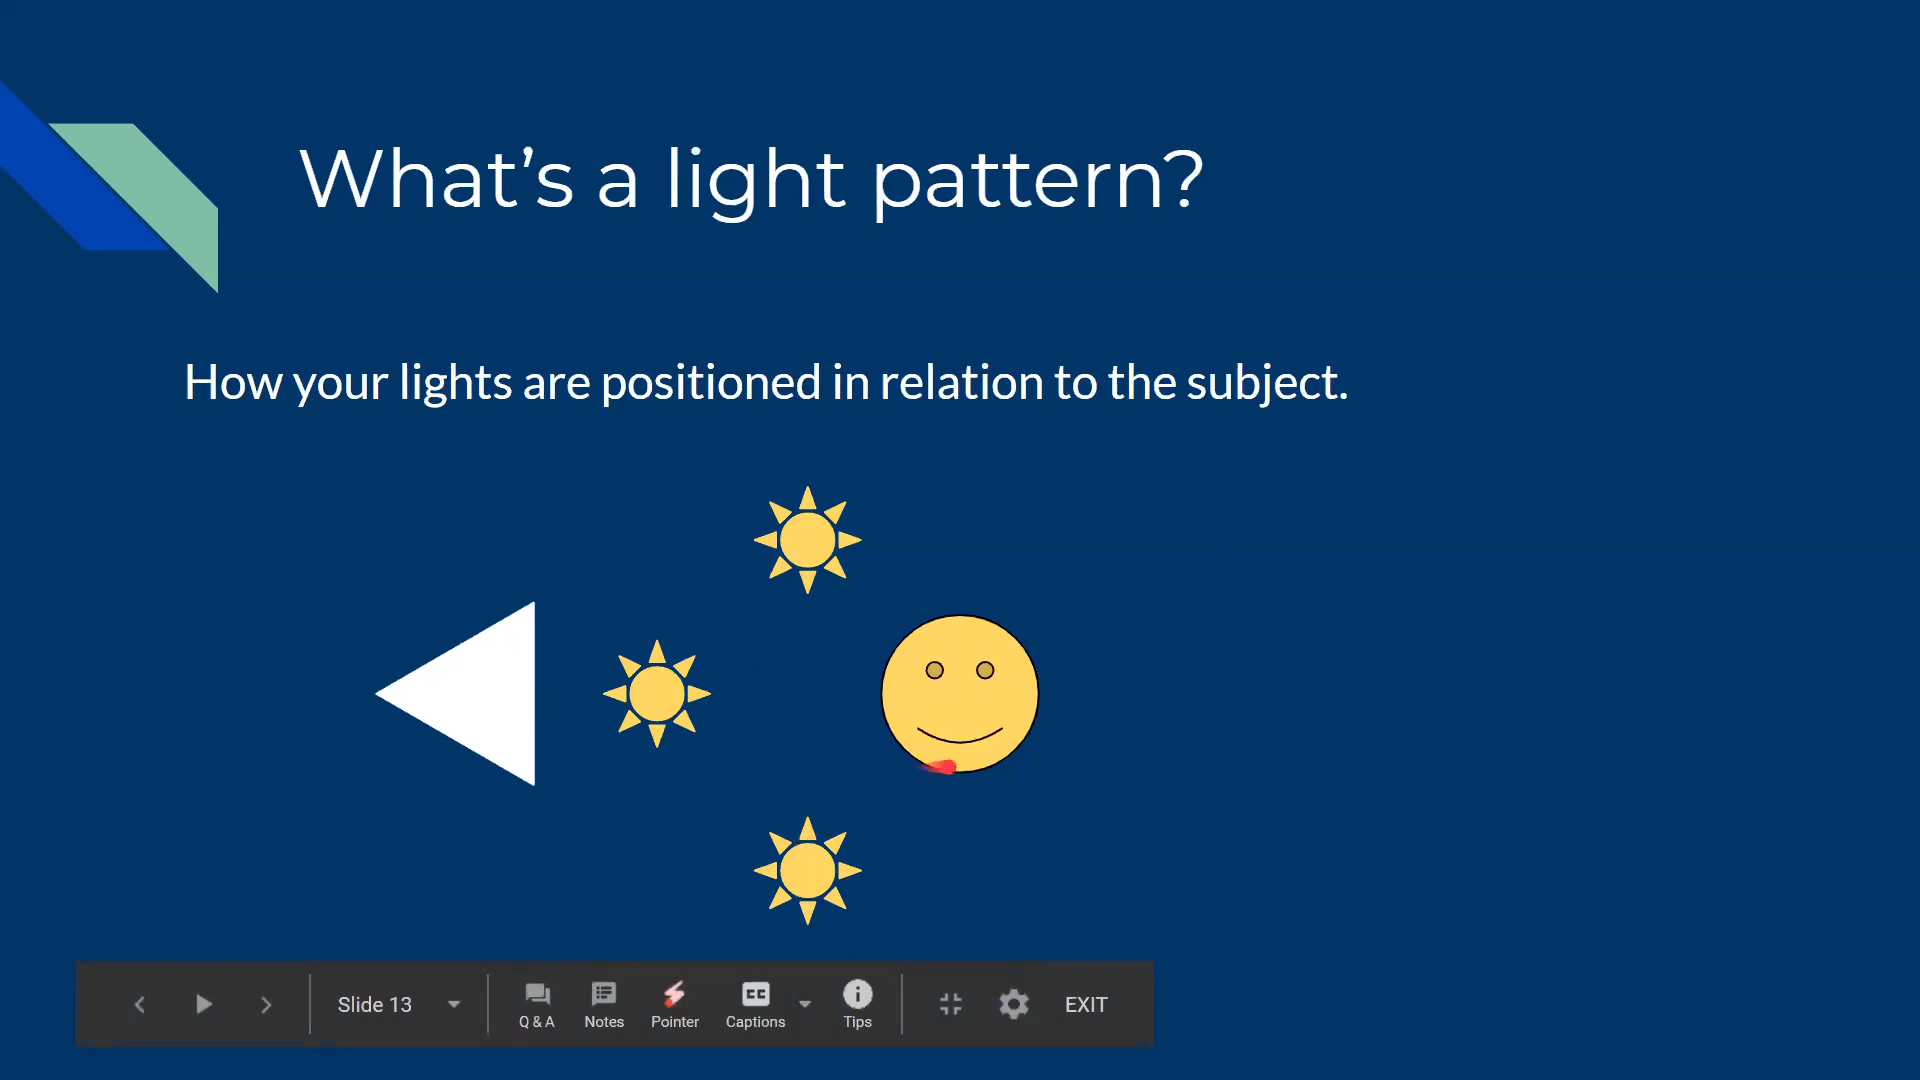 What's a light pattern?
How your lights are positioned in relation to the subject.
Slide 13
Q & A
Notes
Pointer
CC
Captions
Tips
EXIT